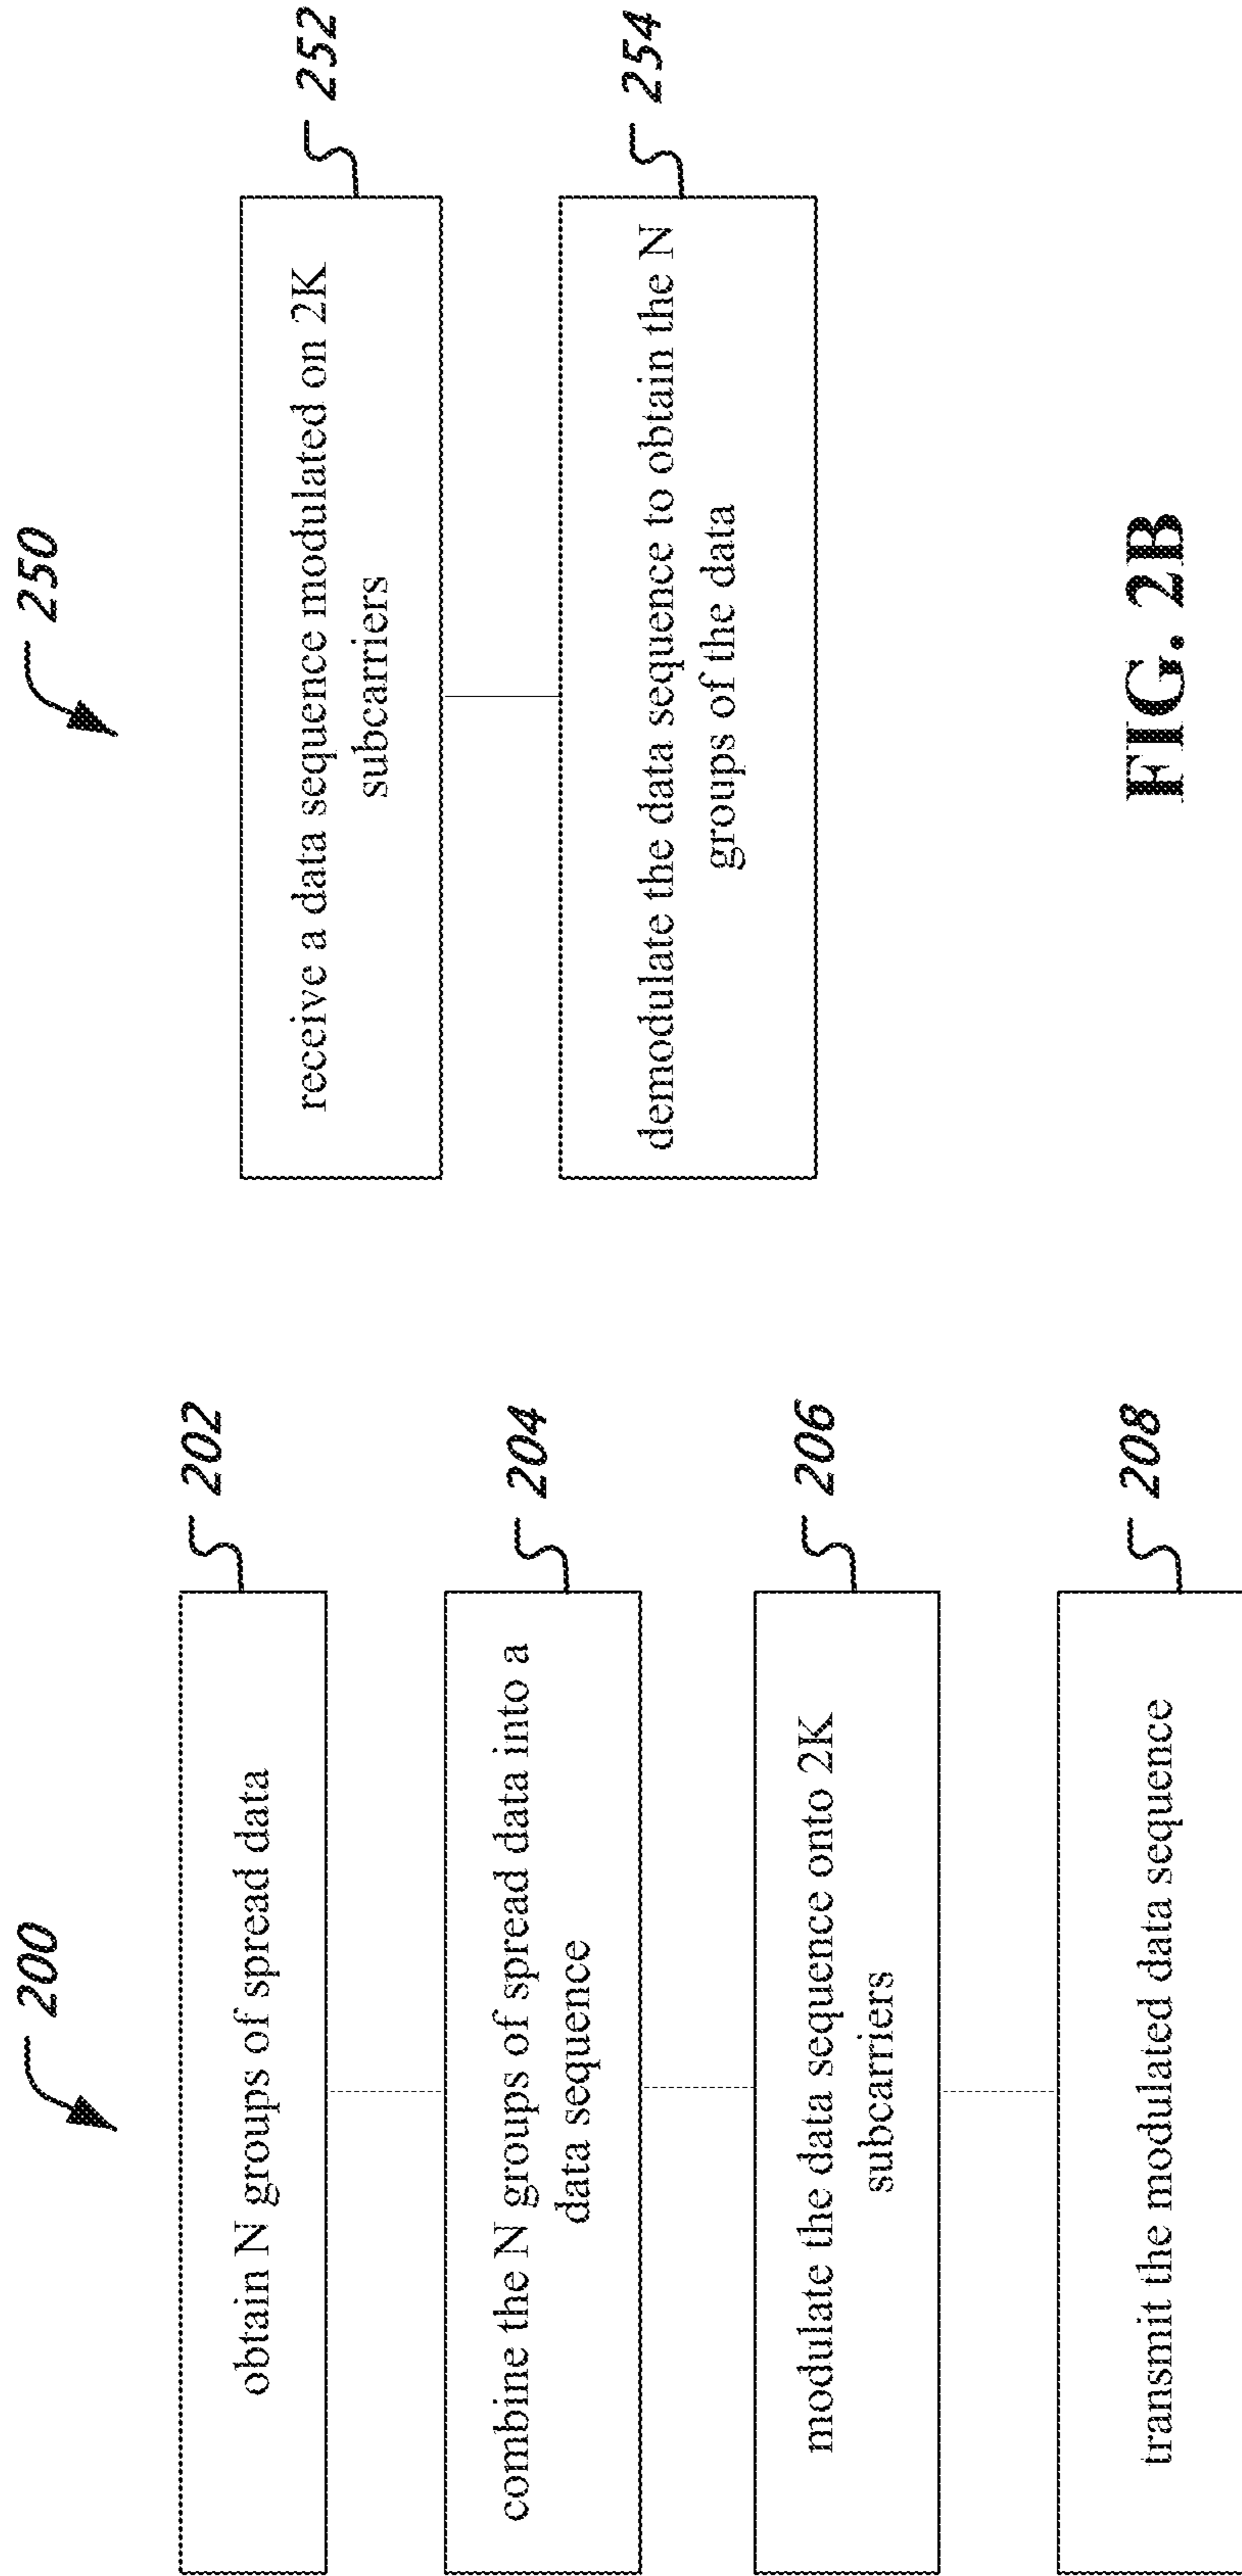 200
202
obtain N groups of spread data
204
combine the N groups of spread data into a
data sequence
206
modulate the data sequence onto 2K
subcarriers
208
transmit the modulated data sequence
250
252
receive a data sequence modulated on 2K
subcarriers
254
demodulate the data sequence to obtain the N
groups of the data
FIG. 2B